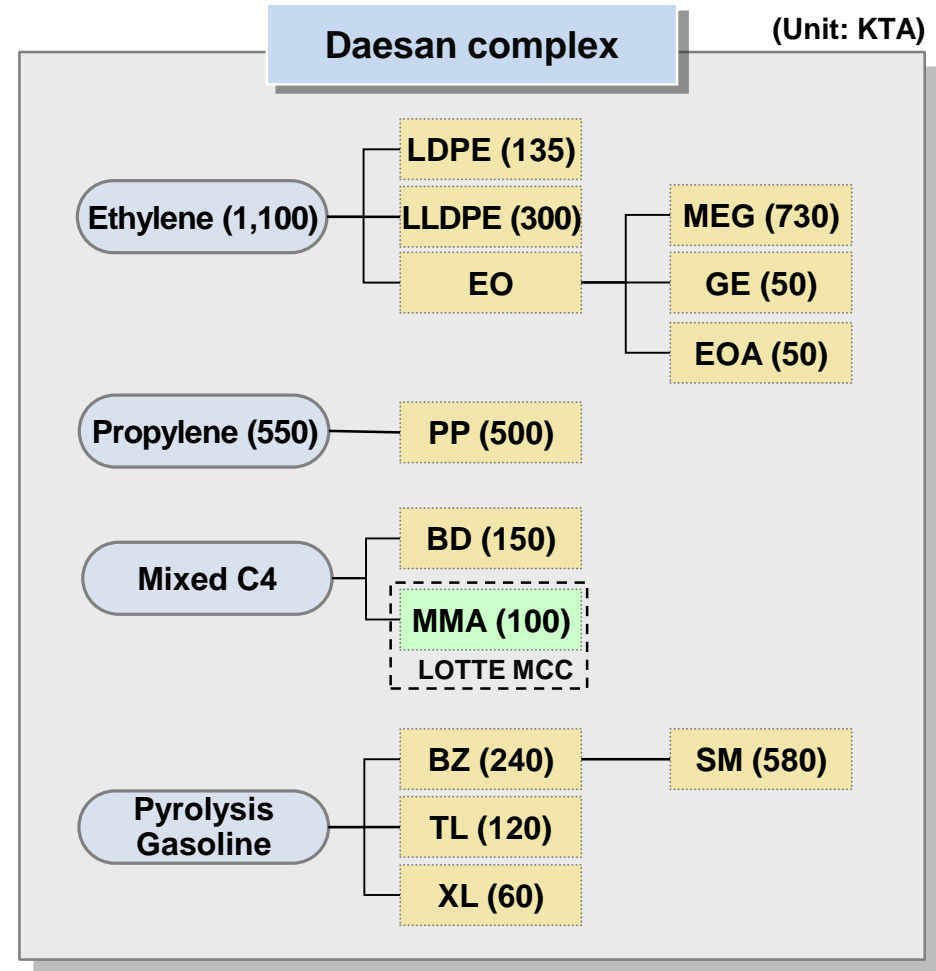 Daesan complex
(Unit: KTA)
Ethylene (1,100)
LDPE (135)
LLDPE (300)
EO
MEG (730)
GE (50)
EOA (50)
Propylene (550)
PP (500)
Mixed C4
BD (150)
MMA (100)
LOTTE MCC
Pyrolysis
Gasoline
BZ (240)
SM (580)
TL (120)
XL (60)